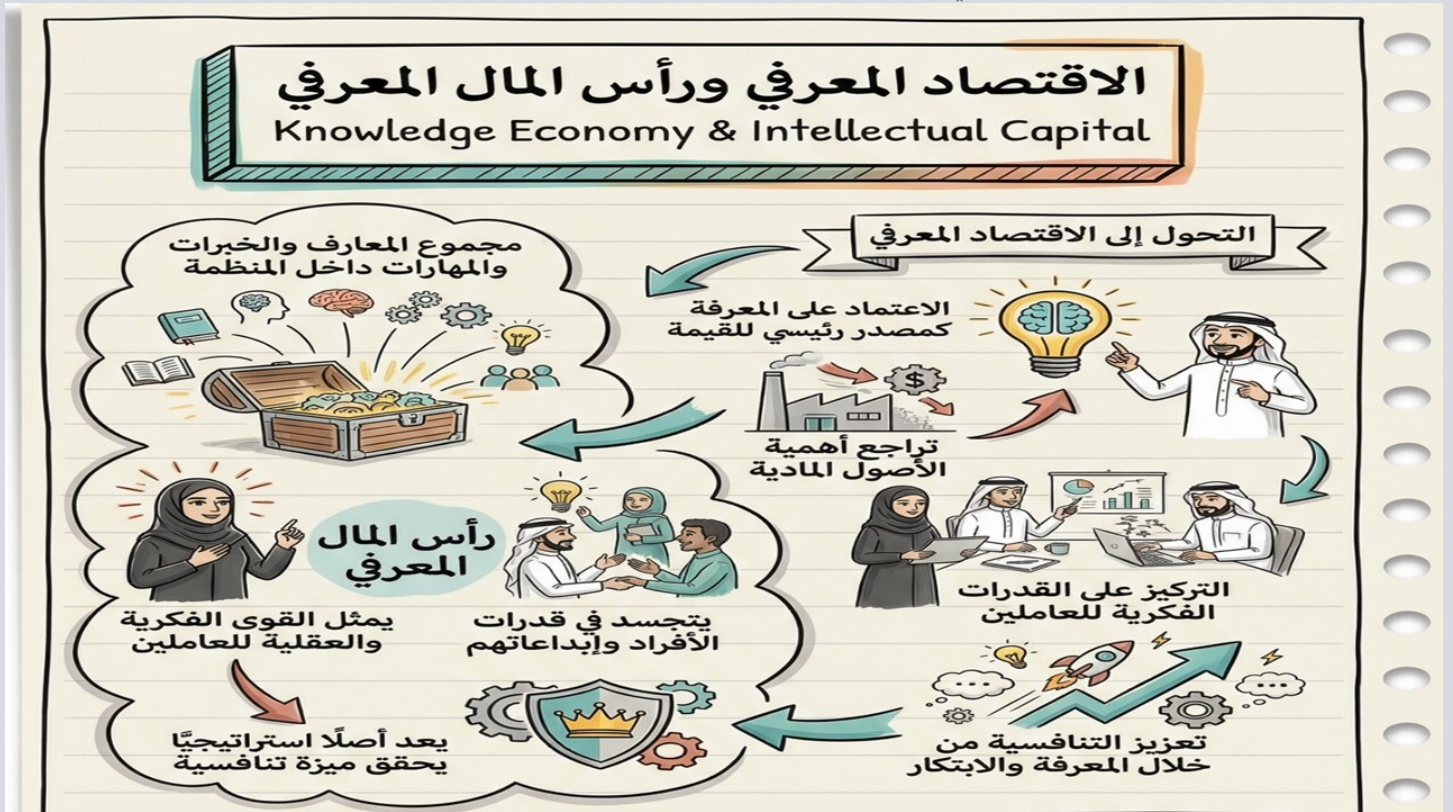 الاقتصاد المعرفي ورأس المال المعرفي
Knowledge Economy & Intellectual Capital
التحول إلى الاقتصاد المعرفي
الاعتماد على المعرفة
كمصدر رئيسي للقيمة
$
تراجع أهمية
الأصول المادية
التركيز على القدرات
الفكرية للعاملين
تعزيز التنافسية من
خلال المعرفة والابتكار
مجموع المعارف والخبرات
والمهارات داخل المنظمة
رأس المال
المعرفي
يتجسد في قدرات
الأفراد وإبداعاتهم
يمثل القوى الفكرية
والعقلية للعاملين
يعد أصلًا استراتيجيًّا
يحقق ميزة تنافسية